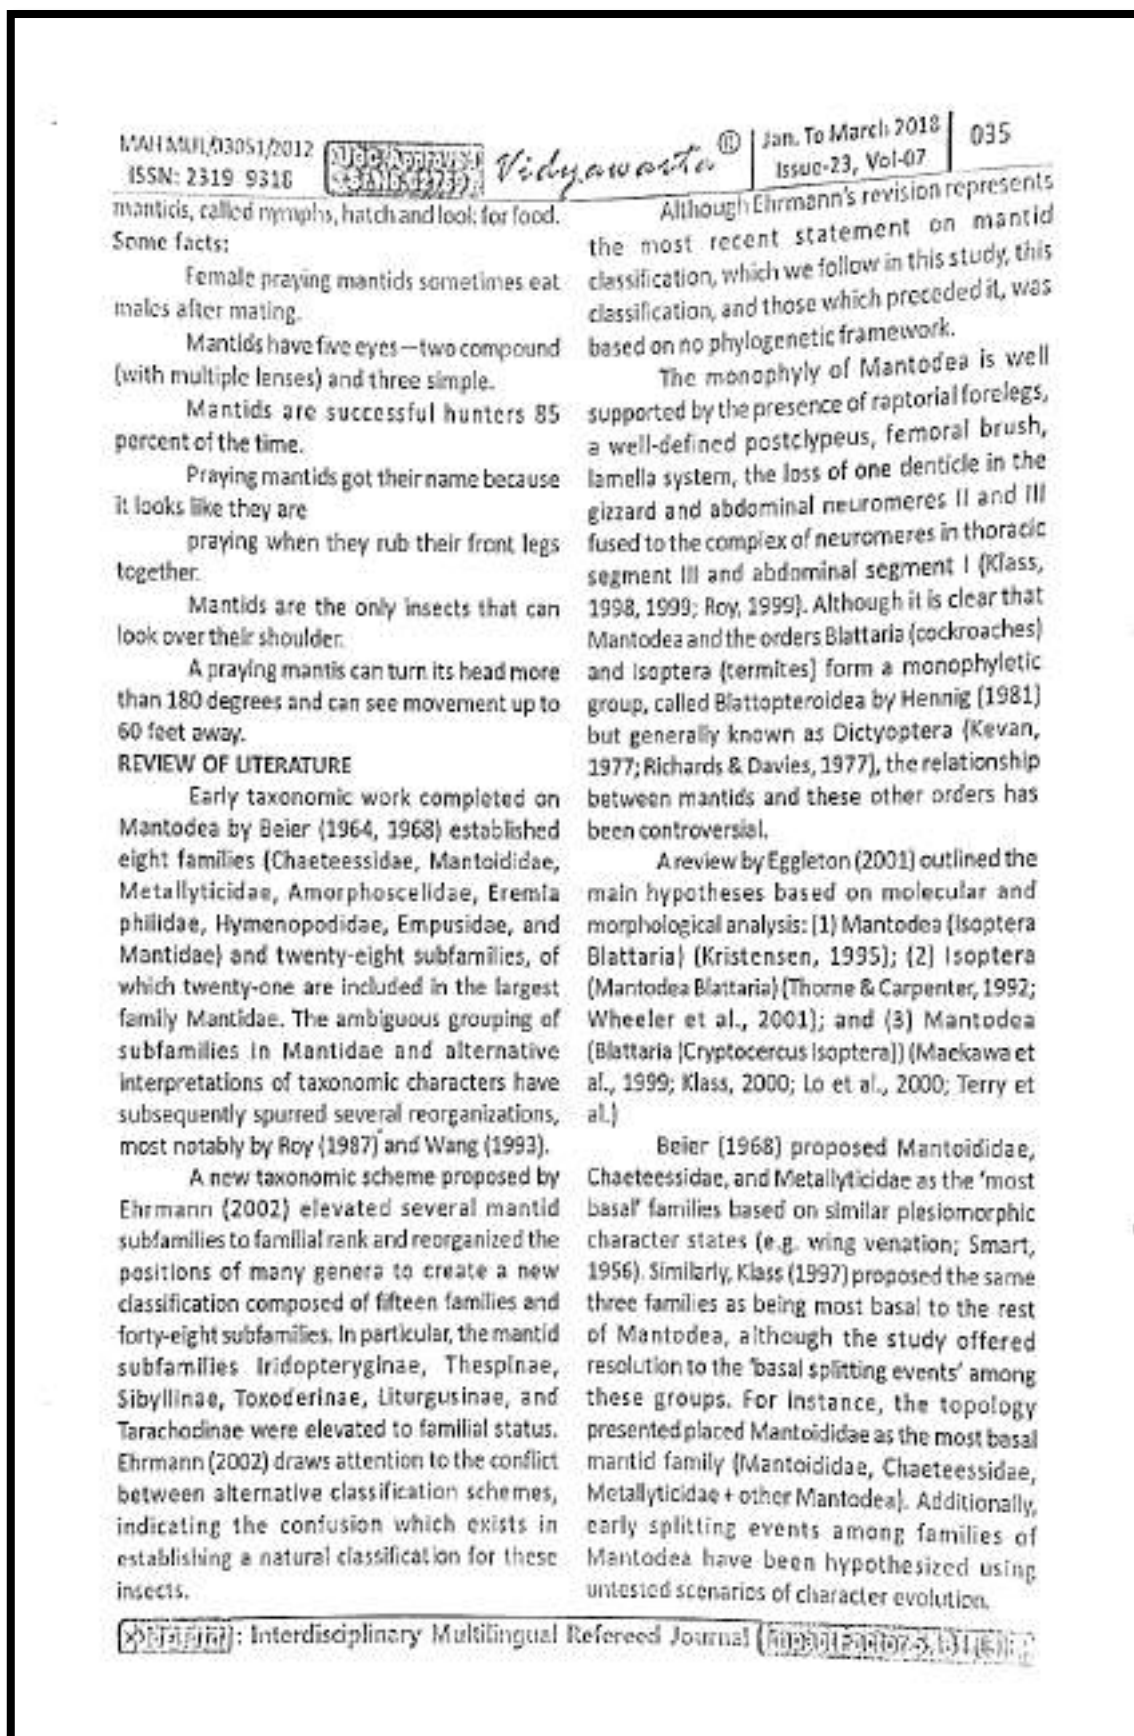 MAH MUL/03051/2012
ISSN: 2319 9318
Vidyawarta®
Jan. To March 2018
Issue-23, Vol-07
035
manticis, called nymphs, hatch and look for food.
Some facts:
Female praying mantids sometimes eat
males after mating.
Mantids have five eyes—two compound
(with multiple lenses) and three simple.
Mantids are successful hunters 85
percent of the time.
Praying mantids got their name because
it looks like they are
praying when they rub their front legs
together.
Mantids are the only insects that can
look over their shoulder.
A praying mantis can turn its head more
than 180 degrees and can see movement up to
60 feet away.
REVIEW OF LITERATURE
Early taxonomic work completed on
Mantodea by Beier (1964, 1968) established
eight families (Chaeteessidae, Mantoididae,
Metallyticidae, Amorphoscelidae, Eremia
philidae, Hymenopodidae, Empusidae, and
Mantidae) and twenty-eight subfamilies, of
which twenty-one are included in the largest
family Mantidae. The ambiguous grouping of
subfamilies in Mantidae and alternative
interpretations of taxonomic characters have
subsequently spurred several reorganizations,
most notably by Roy (1987) and Wang (1993).
A new taxonomic scheme proposed by
Ehrmann (2002) elevated several mantid
subfamilies to familial rank and reorganized the
positions of many genera to create a new
classification composed of fifteen families and
forty-eight subfamilies. In particular, the mantid
subfamilies Iridopteryginae, Thespinae,
Sibyllinae, Toxoderinae, Liturgusinae, and
Tarachodinae were elevated to familial status.
Ehrmann (2002) draws attention to the conflict
between alternative classification schemes,
indicating the confusion which exists in
establishing a natural classification for these
insects.
Although Ehrmann's revision represents
the most recent statement on mantid
classification, which we follow in this study, this
classification, and those which preceded it, was
based on no phylogenetic framework.
The monophyly of Mantodea is well
supported by the presence of raptorial forelegs,
a well-defined postclypeus, femoral brush,
lamella system, the loss of one denticle in the
gizzard and abdominal neuromeres II and III
fused to the complex of neuromeres in thoracic
segment III and abdominal segment I (Klass,
1998, 1999; Roy, 1999). Although it is clear that
Mantodea and the orders Blattaria (cockroaches)
and Isoptera (termites) form a monophyletic
group, called Blattopteroidea by Hennig (1981)
but generally known as Dictyoptera (Kevan,
1977; Richards & Davies, 1977), the relationship
between mantids and these other orders has
been controversial.
A review by Eggleton (2001) outlined the
main hypotheses based on molecular and
morphological analysis: (1) Mantodea (Isoptera
Blattaria) (Kristensen, 1995); (2) Isoptera
(Mantodea Blattaria) (Thorne & Carpenter, 1992;
Wheeler et al., 2001); and (3) Mantodea
(Blattaria [Cryptocercus Isoptera]) (Maekawa et
al., 1999; Klass, 2000; Lo et al., 2000; Terry et
al.)
Beier (1968) proposed Mantoididae,
Chaeteessidae, and Metallyticidae as the 'most
basal' families based on similar plesiomorphic
character states (e.g. wing venation; Smart,
1956). Similarly, Klass (1997) proposed the same
three families as being most basal to the rest
of Mantodea, although the study offered
resolution to the 'basal splitting events' among
these groups. For instance, the topology
presented placed Mantoididae as the most basal
mantid family (Mantoididae, Chaeteessidae,
Metallyticidae + other Mantodea). Additionally,
early splitting events among families of
Mantodea have been hypothesized using
untested scenarios of character evolution.
: Interdisciplinary Multilingual Refereed Journal